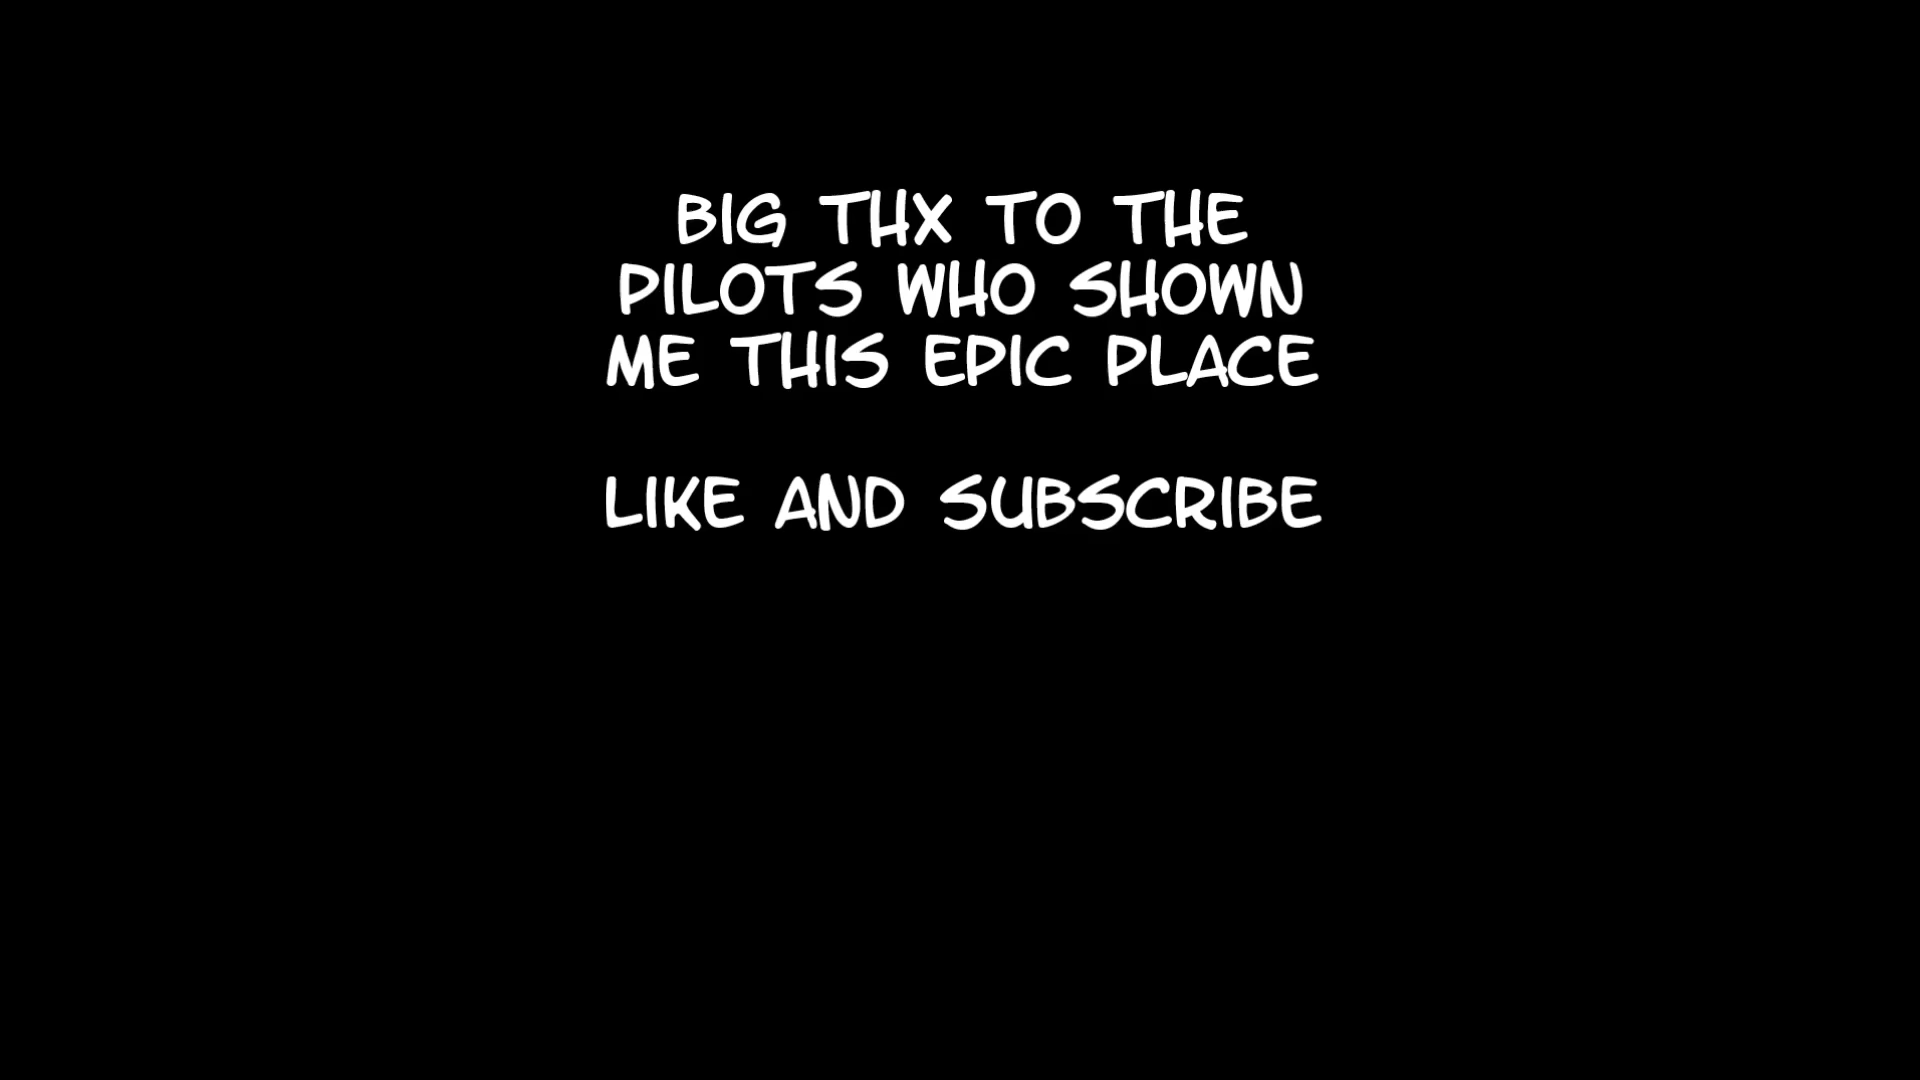 BIG THX TO THE
PILOTS WHO SHOWN
ME THIS EPIC PLACE
LIKE AND SUBSCRIBE